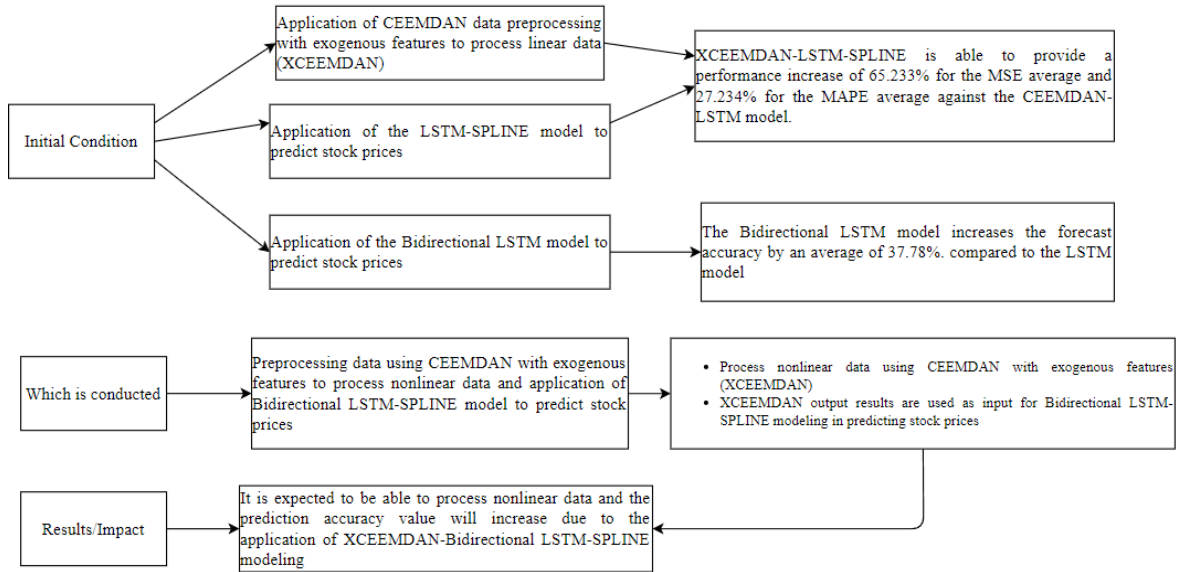 Application of CEEMDAN data preprocessing
with exogenous features to process linear data
(XCEEMDAN)
XCEEMDAN-LSTM-SPLINE is able to provide a
performance increase of 65.233% for the MSE average and
27.234% for the MAPE average against the CEEMDAN-
LSTM model.
Initial Condition
Application of the LSTM-SPLINE model to
predict stock prices
Application of the Bidirectional LSTM model to
predict stock prices
The Bidirectional LSTM model increases the forecast
accuracy by an average of 37.78%. compared to the LSTM
model
Which is conducted
Preprocessing data using CEEMDAN with exogenous
features to process nonlinear data and application of
Bidirectional LSTM-SPLINE model to predict stock
prices
• Process nonlinear data using CEEMDAN with exogenous features
(XCEEMDAN)
• XCEEMDAN output results are used as input for Bidirectional LSTM-
SPLINE modeling in predicting stock prices
Results/Impact
It is expected to be able to process nonlinear data and the
prediction accuracy value will increase due to the
application of XCEEMDAN-Bidirectional LSTM-SPLINE
modeling